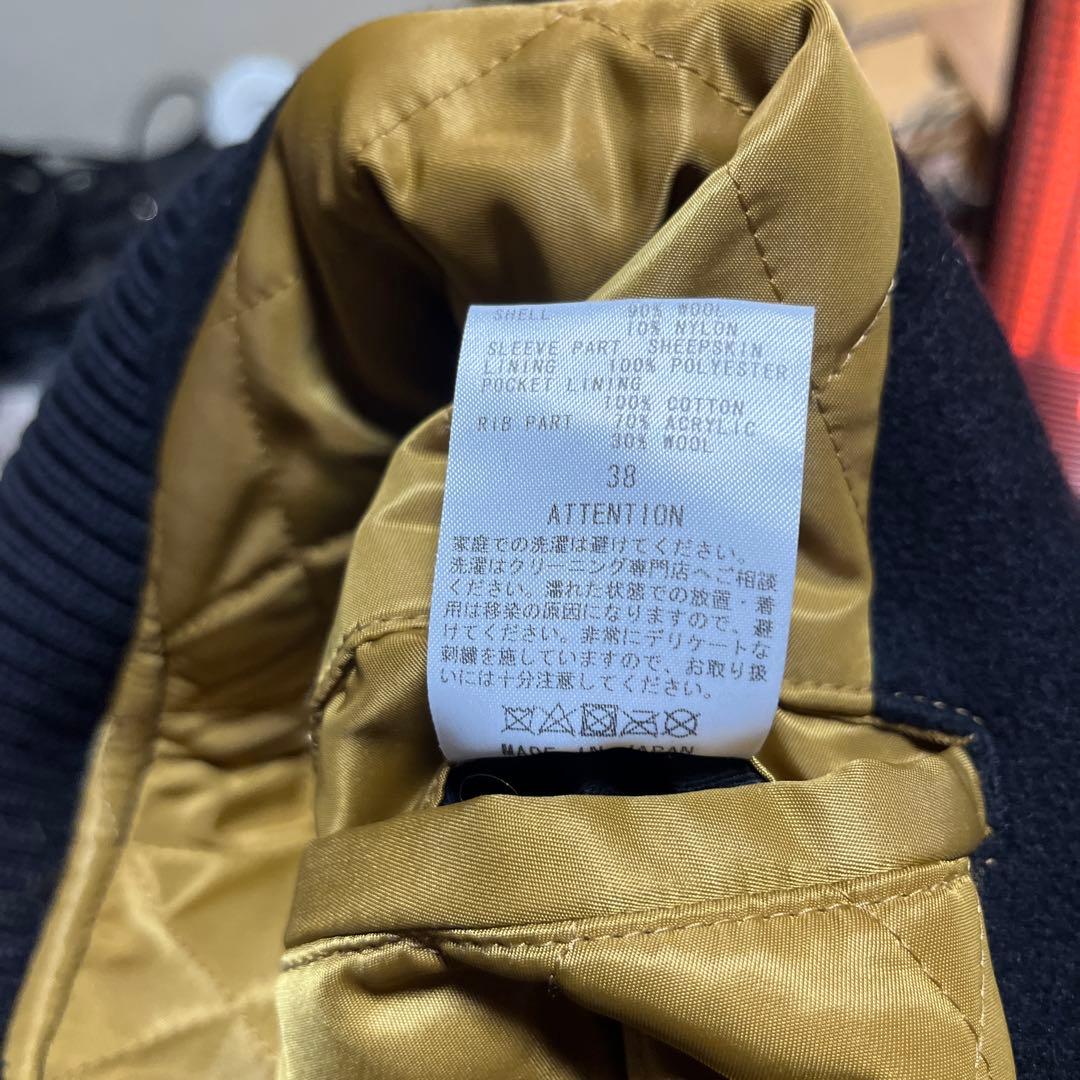 SHELL 90% WOOL
10% NYLON
SLEEVE PART SHEEPSKIN
LINING 100% POLYESTER
POCKET LINING
100% COTTON
RIB PART 70% ACRYLIC
30% WOOL
38
ATTENTION
家庭での洗濯は避けてください。
洗濯はクリーニング専門店へご相談
ください。濡れた状態での放置・着
用は移染の原因になりますので、避
けてください。非常にデリケートな
刺繍を施していますので、お取り扱
いには十分注意してください。
MADE IN JAPAN